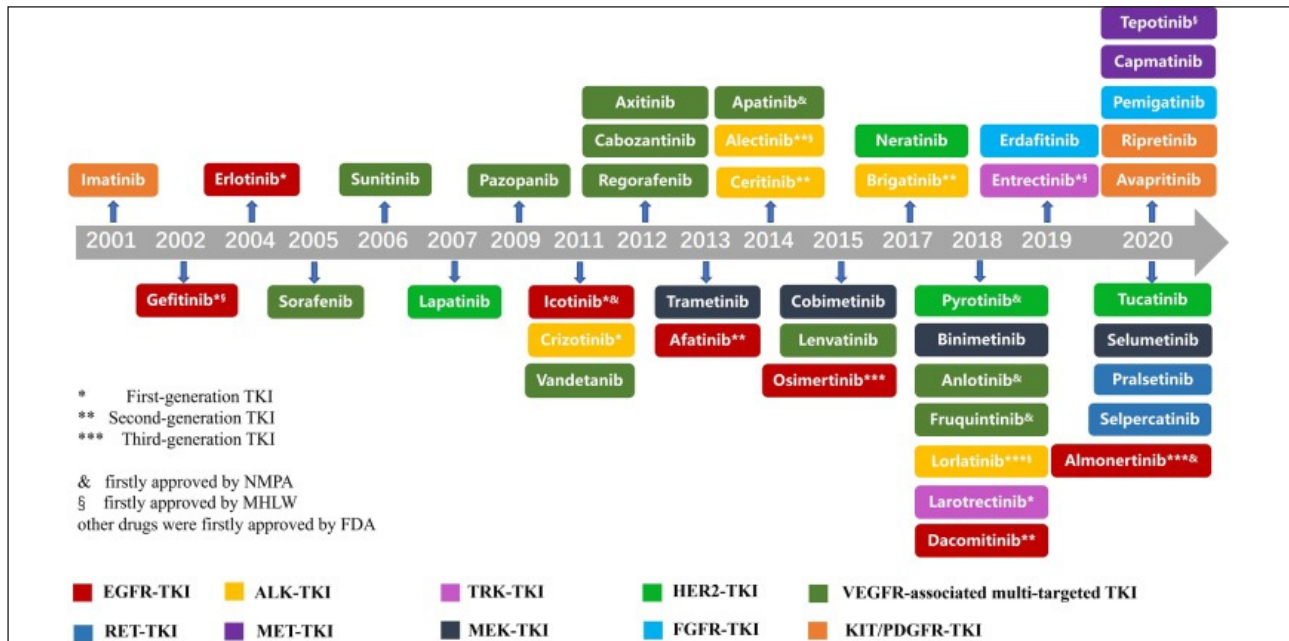 Tepotinib§
Capmatinib
Axitinib Apatinib& Pemigatinib
Cabozantinib Alectinib**§ Neratinib Erdafitinib Ripretinib
Imatinib Erlotinib* Sunitinib Pazopanib Regorafenib Ceritinib** Brigatinib** Entrectinib*§ Avapritinib
2001 2002 2004 2005 2006 2007 2009 2011 2012 2013 2014 2015 2017 2018 2019 2020
Gefitinib*§ Sorafenib Lapatinib Icotinib*& Trametinib Cobimetinib Pyrotinib& Tucatinib
Crizotinib* Afatinib** Lenvatinib Binimetinib Selumetinib
Vandetanib Osimertinib*** Anlotinib& Pralsetinib
Fruquintinib& Selpercatinib
Lorlatinib***§ Almonertinib***&
Larotrectinib*
Dacomitinib**
* First-generation TKI
** Second-generation TKI
*** Third-generation TKI
& firstly approved by NMPA
§ firstly approved by MHLW
other drugs were firstly approved by FDA
EGFR-TKI ALK-TKI TRK-TKI HER2-TKI VEGFR-associated multi-targeted TKI
RET-TKI MET-TKI MEK-TKI FGFR-TKI KIT/PDGFR-TKI